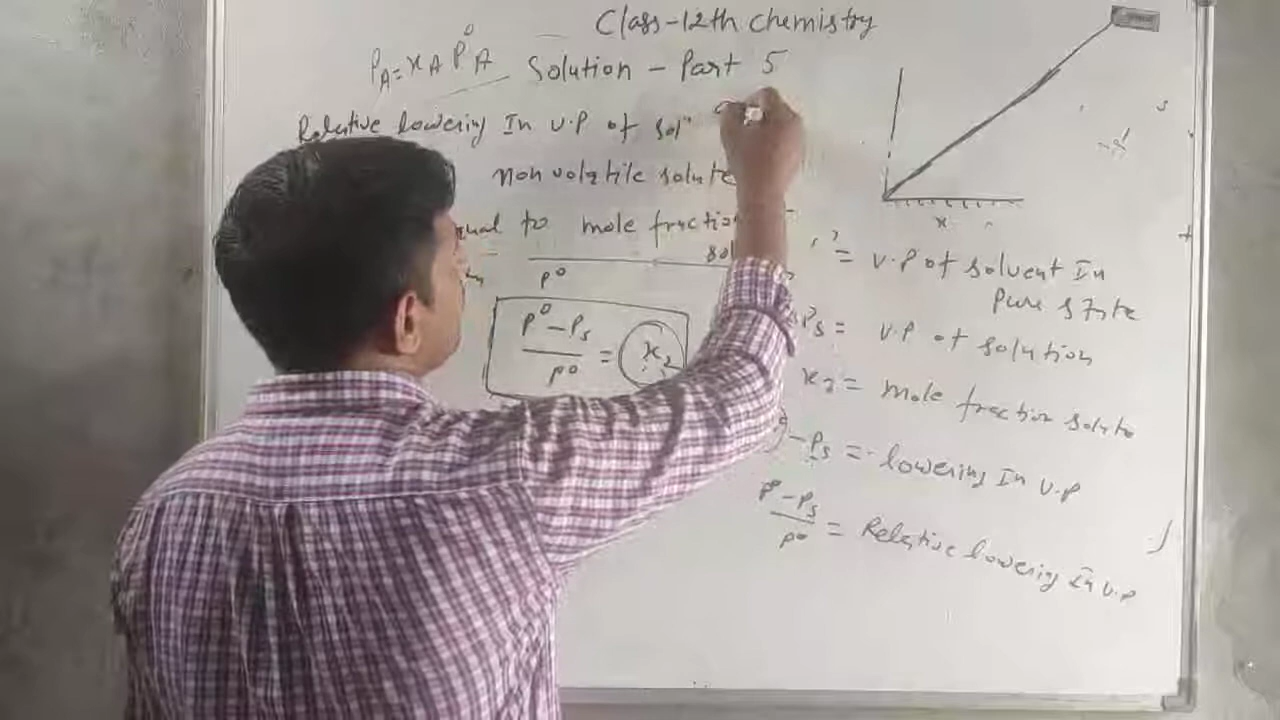 Class-12th Chemistry
P_A = x_A P°_A
Solution - Part 5
Relative lowering In V.P of solⁿ
non volatile solute
equal to mole fraction
P°
P° - Ps
P° = x₂
x
= V.P of solvent In
Pure state
Ps = V.P of solution
x₂ = mole fraction solute
- Ps = lowering In V.P
P° - Ps
P° = Relative lowering In V.P